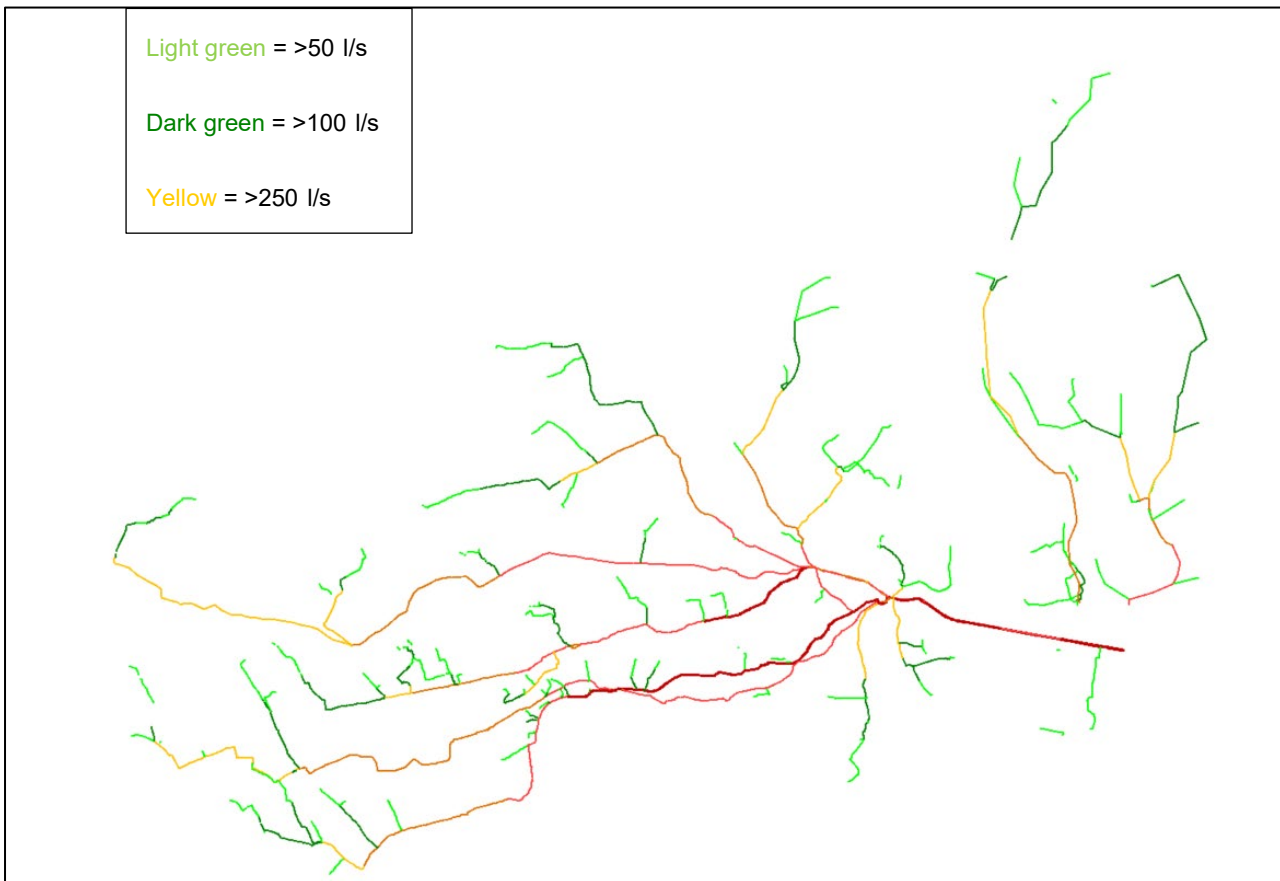 Light green = >50 l/s
Dark green = >100 l/s
Yellow = >250 l/s